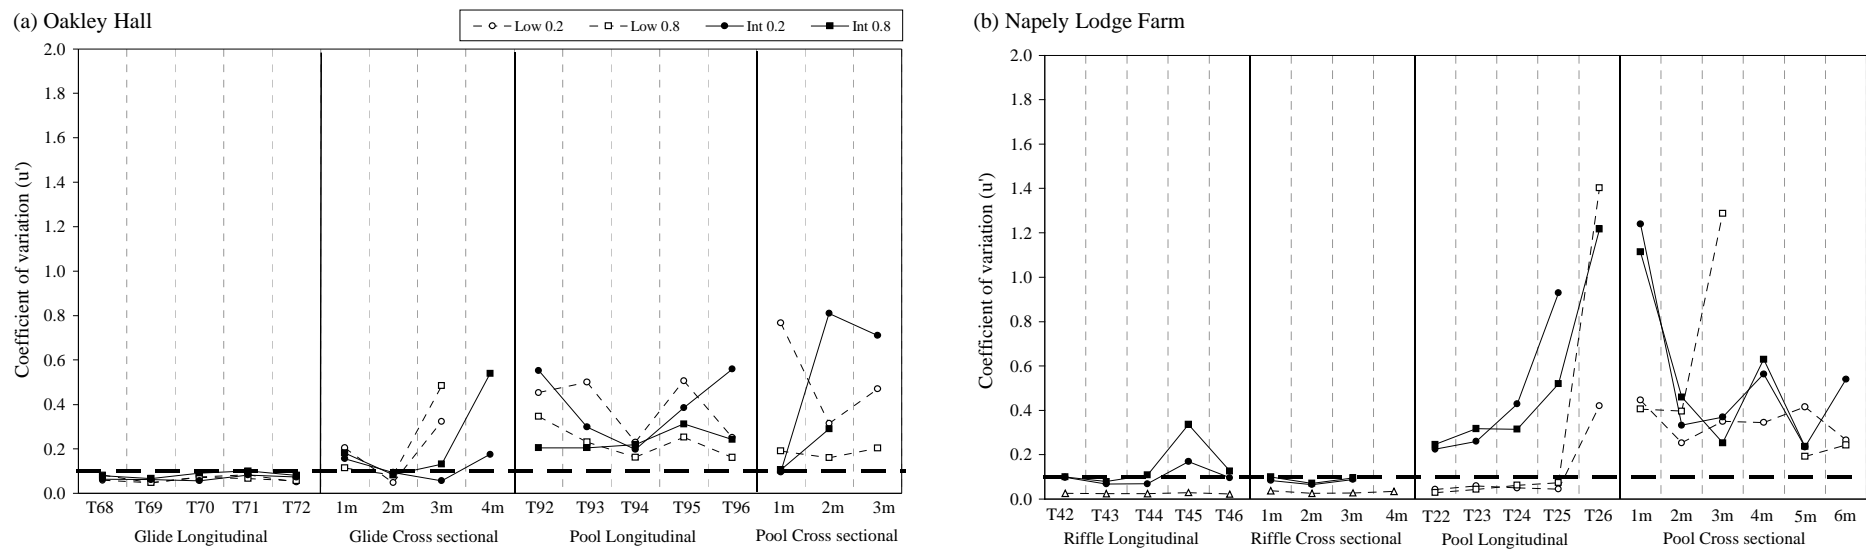 (a) Oakley Hall
Low 0.2 Low 0.8 Int 0.2 Int 0.8
Coefficient of variation (u')
2.0
1.8
1.6
1.4
1.2
1.0
0.8
0.6
0.4
0.2
0.0
T68 T69 T70 T71 T72 1m 2m 3m 4m T92 T93 T94 T95 T96 1m 2m 3m
Glide Longitudinal Glide Cross sectional Pool Longitudinal Pool Cross sectional
(b) Napely Lodge Farm
Coefficient of variation (u')
2.0
1.8
1.6
1.4
1.2
1.0
0.8
0.6
0.4
0.2
0.0
T42 T43 T44 T45 T46 1m 2m 3m 4m T22 T23 T24 T25 T26 1m 2m 3m 4m 5m 6m
Riffle Longitudinal Riffle Cross sectional Pool Longitudinal Pool Cross sectional